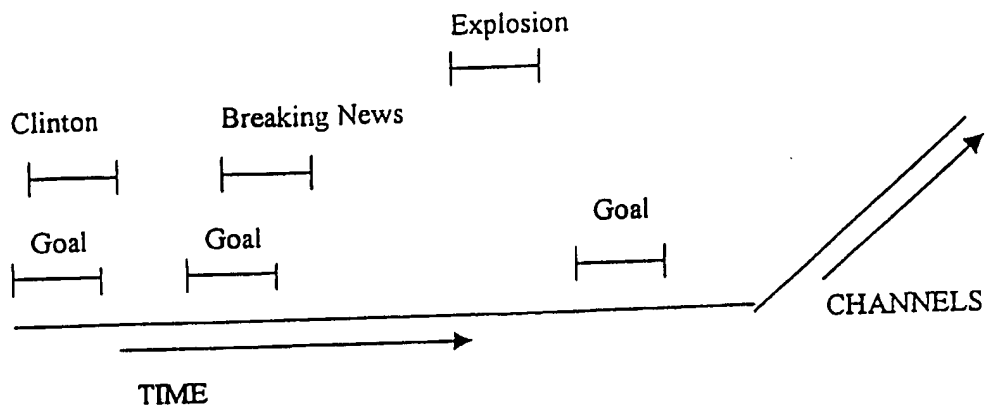 Explosion
Clinton
Breaking News
Goal
Goal
Goal
CHANNELS
TIME